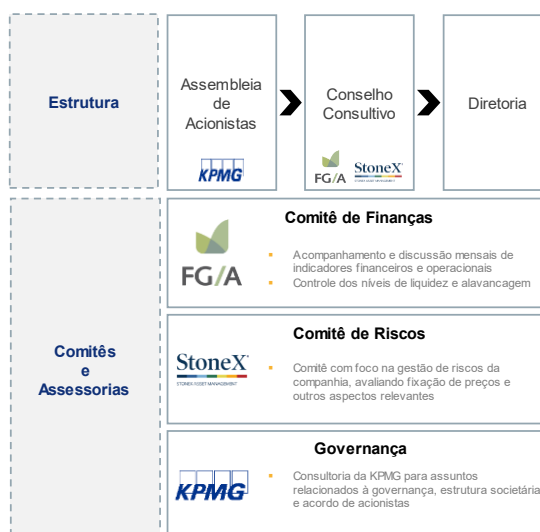 Estrutura
Assembleia
de
Acionistas
KPMG
Conselho
Consultivo
FG/A
StoneX
Diretoria
Comitês
e
Assessorias
FG/A
Comitê de Finanças
Acompanhamento e discussão mensais de
indicadores financeiros e operacionais
Controle dos níveis de liquidez e alavancagem
StoneX
STONEX ASSET MANAGEMENT
Comitê de Riscos
Comitê com foco na gestão de riscos da
companhia, avaliando fixação de preços e
outros aspectos relevantes
KPMG
Governança
Consultoria da KPMG para assuntos
relacionados à governança, estrutura societária
e acordo de acionistas